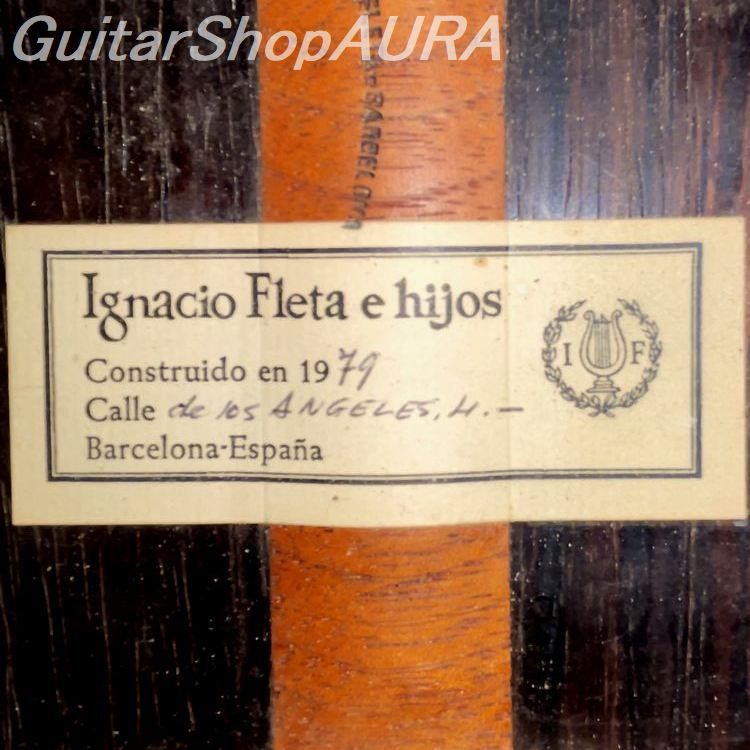 GuitarShopAURA
Ignacio Fleta e hijos
Construido en 1979
Calle de los ANGELES, 4. –
Barcelona-España
I F